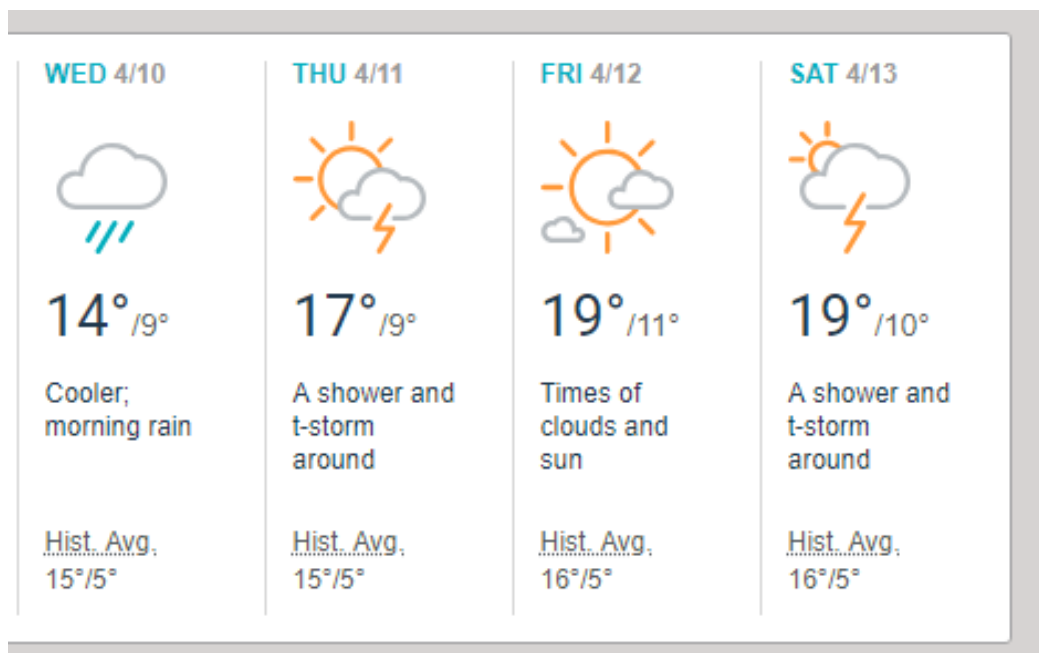 WED 4/10
14°/9°
Cooler;
morning rain
Hist. Avg.
15°/5°
THU 4/11
17°/9°
A shower and
t-storm
around
Hist. Avg.
15°/5°
FRI 4/12
19°/11°
Times of
clouds and
sun
Hist. Avg.
16°/5°
SAT 4/13
19°/10°
A shower and
t-storm
around
Hist. Avg.
16°/5°